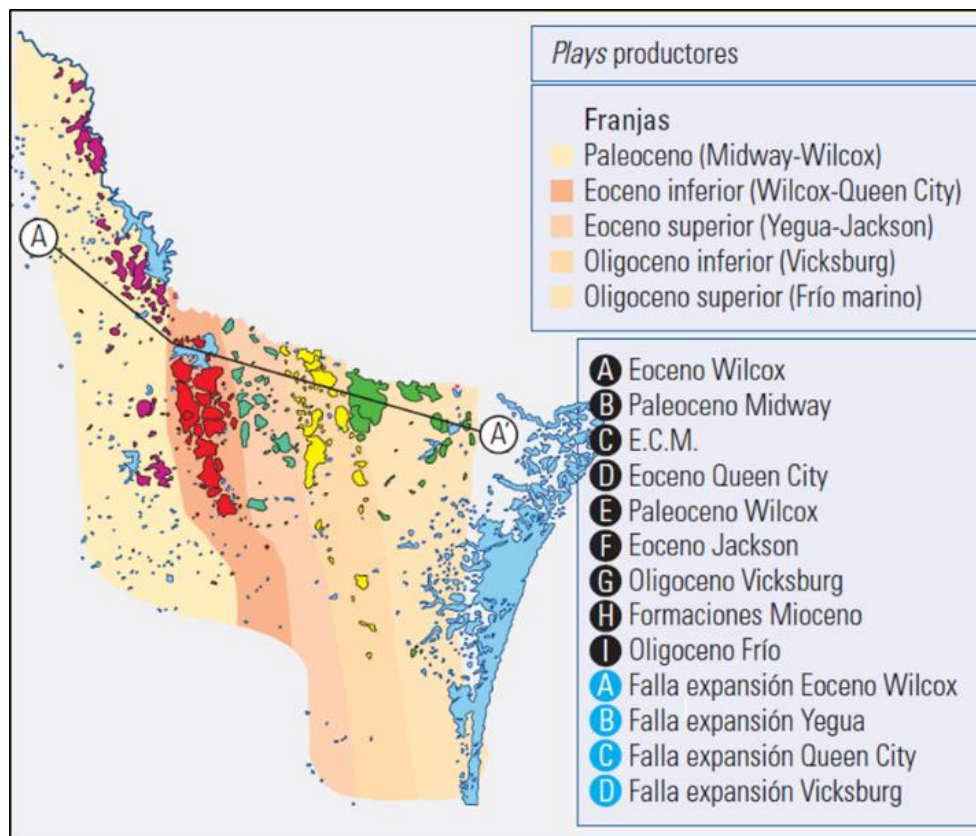 Plays productores
Franjas
Paleoceno (Midway-Wilcox)
Eoceno inferior (Wilcox-Queen City)
Eoceno superior (Yegua-Jackson)
Oligoceno inferior (Vicksburg)
Oligoceno superior (Frío marino)
A Eoceno Wilcox
B Paleoceno Midway
C E.C.M.
D Eoceno Queen City
E Paleoceno Wilcox
F Eoceno Jackson
G Oligoceno Vicksburg
H Formaciones Mioceno
I Oligoceno Frío
A Falla expansión Eoceno Wilcox
B Falla expansión Yegua
C Falla expansión Queen City
D Falla expansión Vicksburg
A
A'